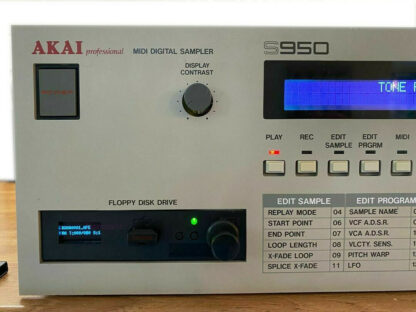 AKAI professional MIDI DIGITAL SAMPLER
S950
DISPLAY
CONTRAST
POWER
TONE
PLAY REC EDIT SAMPLE EDIT PRGRM MIDI
FLOPPY DISK DRIVE
EDIT SAMPLE EDIT PROGRAM
REPLAY MODE 04 SAMPLE NAME
START POINT 06 VCF A.D.S.R.
END POINT 07 VCA A.D.S.R.
LOOP LENGTH 08 VLCTY. SENS.
X-FADE LOOP 09 PITCH WARP
SPLICE X-FADE 11 LFO